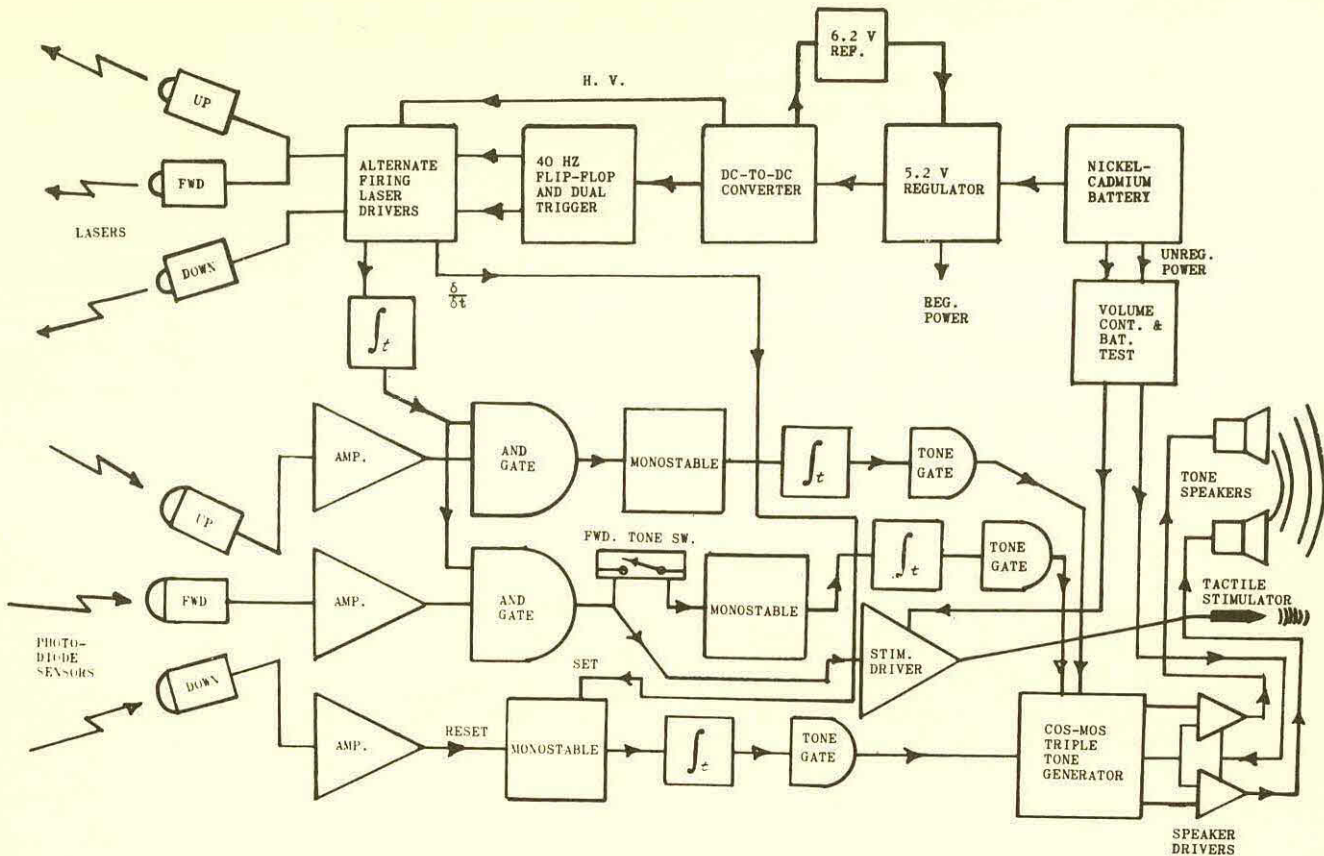 6.2 V
REF.
H. V.
UP
FWD
LASERS
DOWN
ALTERNATE
FIRING
LASER
DRIVERS
40 HZ
FLIP-FLOP
AND DUAL
TRIGGER
DC-TO-DC
CONVERTER
5.2 V
REGULATOR
NICKEL-
CADMIUM
BATTERY
UNREG.
POWER
δ
δt
REG.
POWER
VOLUME
CONT. &
BAT.
TEST
∫t
AMP.
AND
GATE
MONOSTABLE
∫t
TONE
GATE
TONE
SPEAKERS
UP
FWD. TONE SW.
FWD
AMP.
AND
GATE
MONOSTABLE
∫t
TONE
GATE
TACTILE
STIMULATOR
PHOTO-
DIODE
SENSORS
STIM.
DRIVER
DOWN
SET
AMP.
RESET
MONOSTABLE
∫t
TONE
GATE
COS-MOS
TRIPLE
TONE
GENERATOR
SPEAKER
DRIVERS